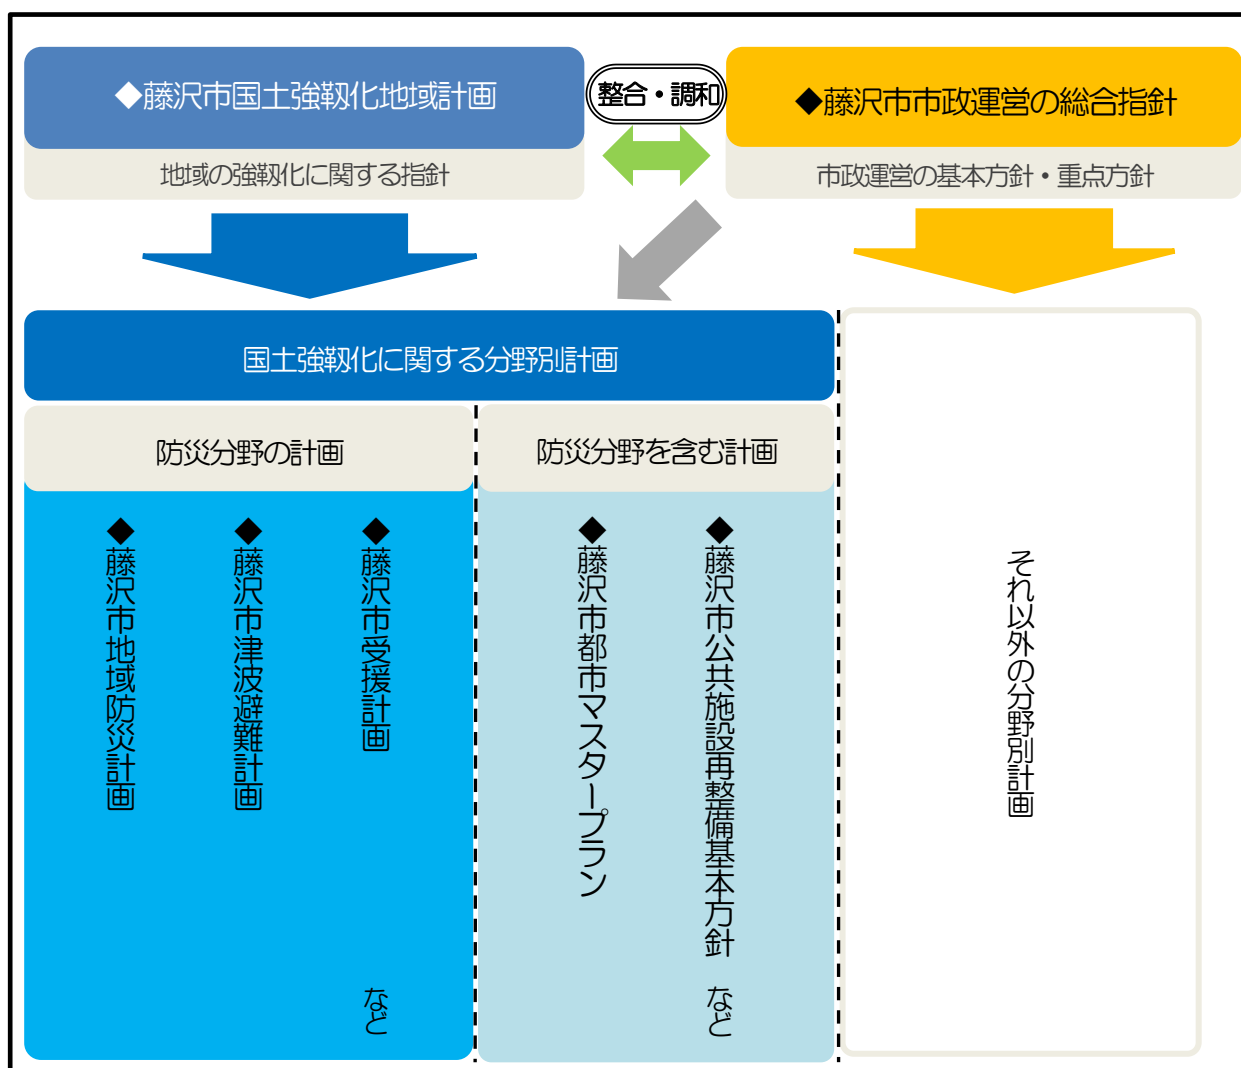 ◆藤沢市国土強靱化地域計画
整合・調和
◆藤沢市市政運営の総合指針
地域の強靱化に関する指針
市政運営の基本方針・重点方針
国土強靱化に関する分野別計画
防災分野の計画
防災分野を含む計画
◆藤沢市地域防災計画
◆藤沢市津波避難計画
◆藤沢市受援計画
など
◆藤沢市都市マスタープラン
◆藤沢市公共施設再整備基本方針 など
それ以外の分野別計画